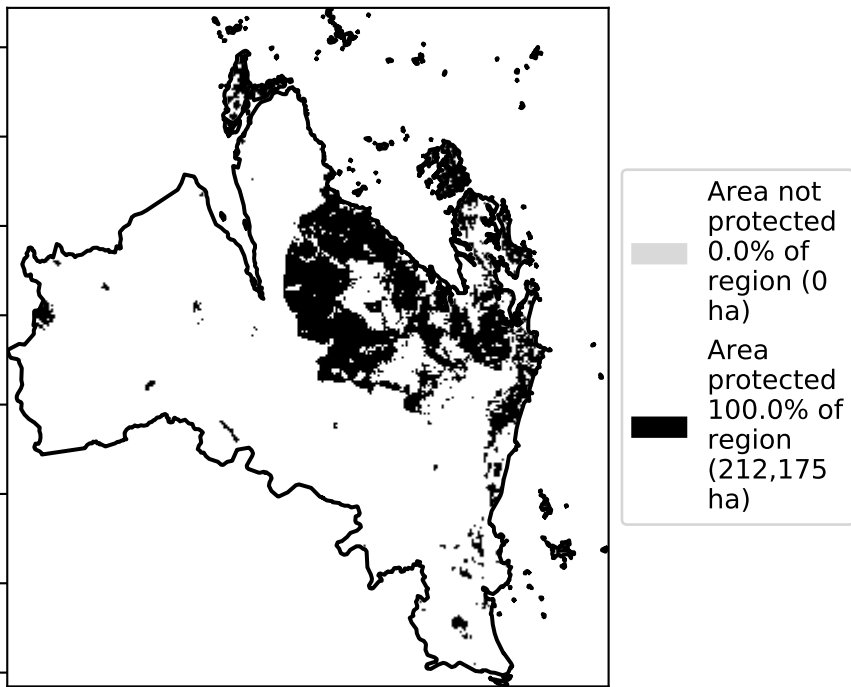 Area not
protected
0.0% of
region (0
ha)
Area
protected
100.0% of
region
(212,175
ha)